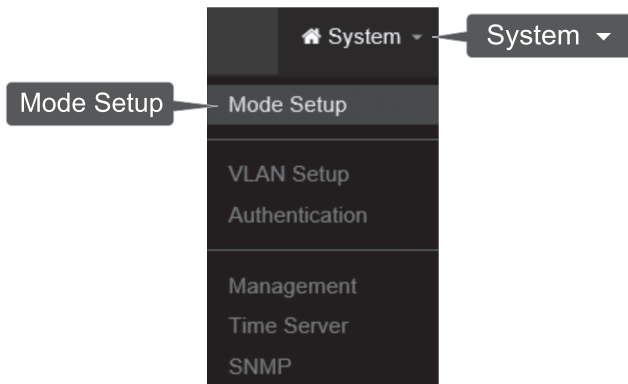 System
System
Mode Setup
Mode Setup
VLAN Setup
Authentication
Management
Time Server
SNMP